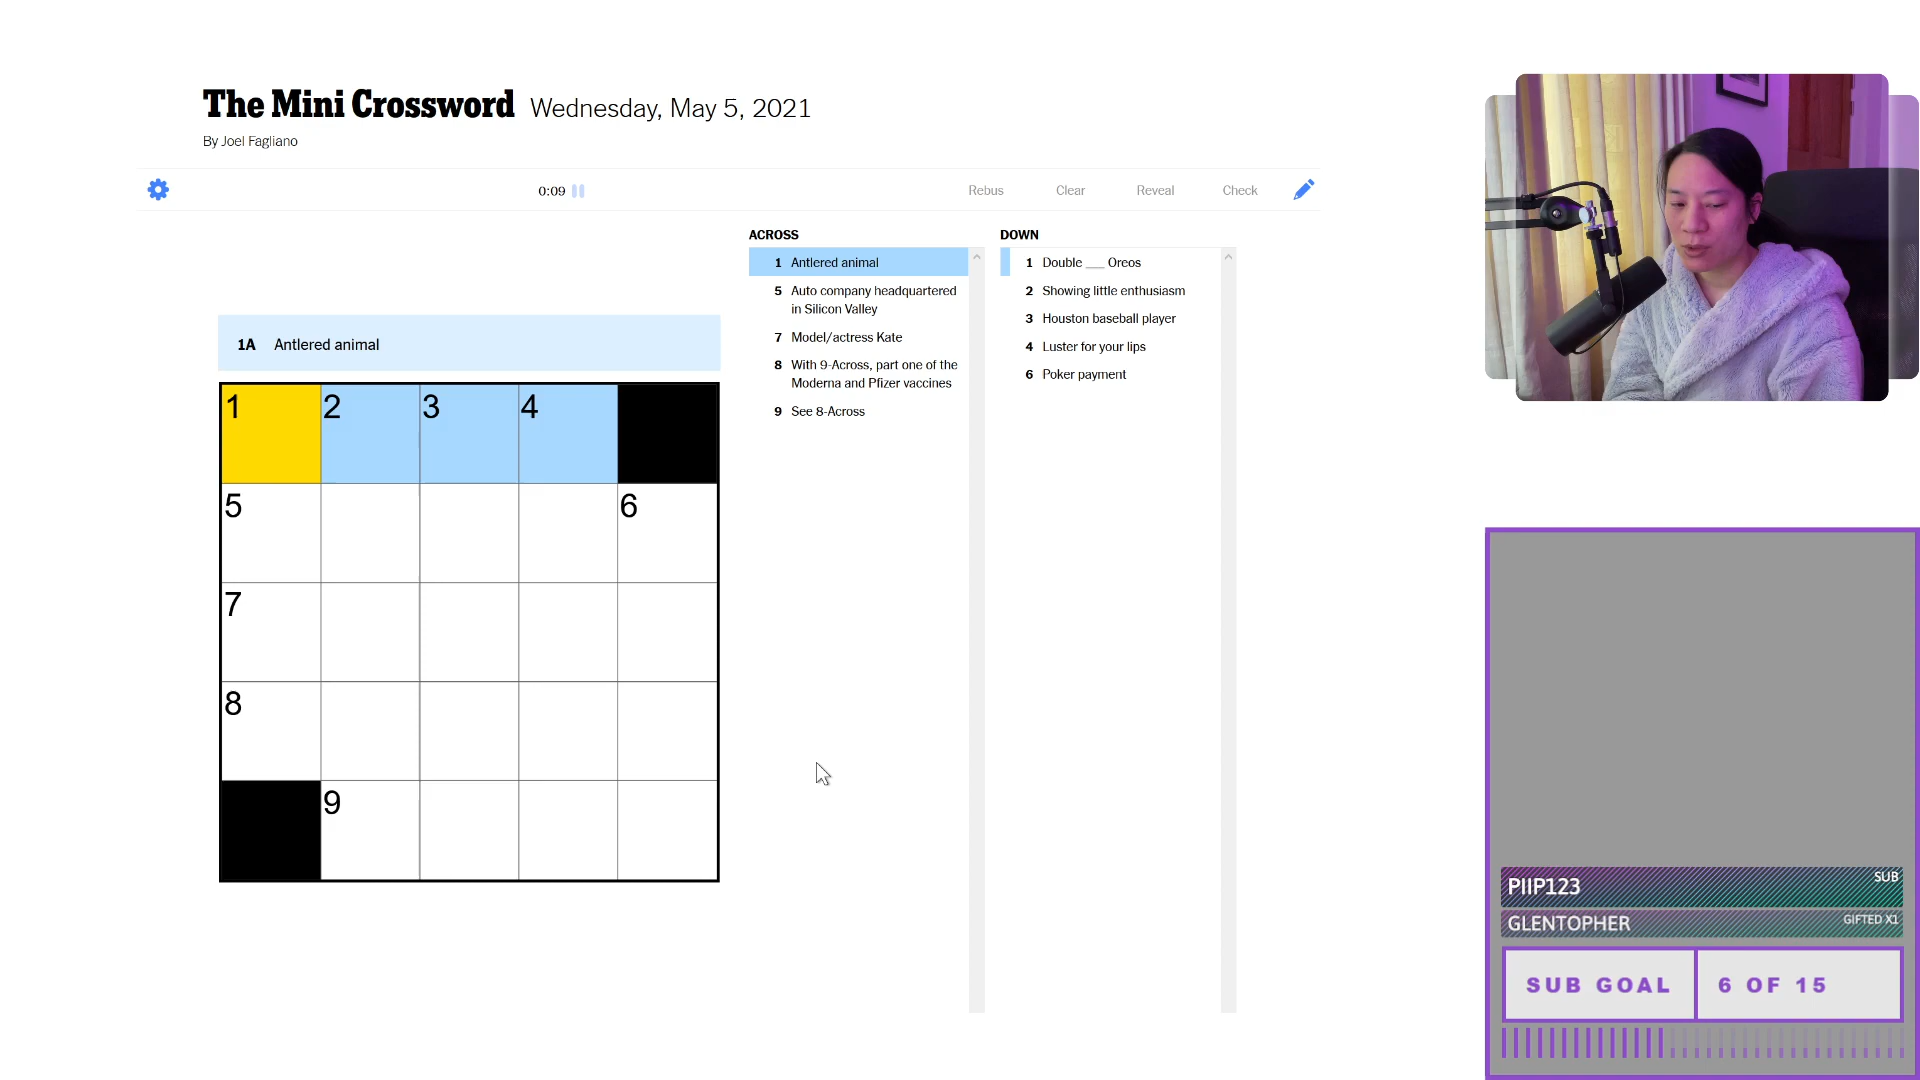 The Mini Crossword Wednesday, May 5, 2021
By Joel Fagliano
0:09
Rebus Clear Reveal Check
1A Antlered animal
1 2 3 4
5 6
7
8
9
ACROSS
1 Antlered animal
5 Auto company headquartered
in Silicon Valley
7 Model/actress Kate
8 With 9-Across, part one of the
Moderna and Pfizer vaccines
9 See 8-Across
DOWN
1 Double ___ Oreos
2 Showing little enthusiasm
3 Houston baseball player
4 Luster for your lips
6 Poker payment
PIIP123 SUB
GLENTOPHER GIFTED X1
SUB GOAL 6 OF 15